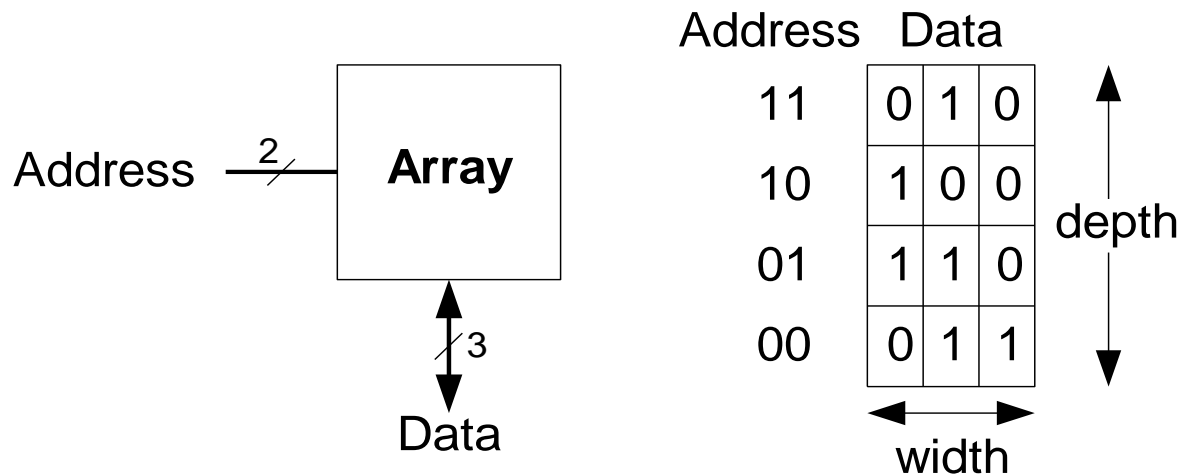 Address
2
Array
3
Data
Address Data
11 0 1 0
10 1 0 0
01 1 1 0
00 0 1 1
depth
width